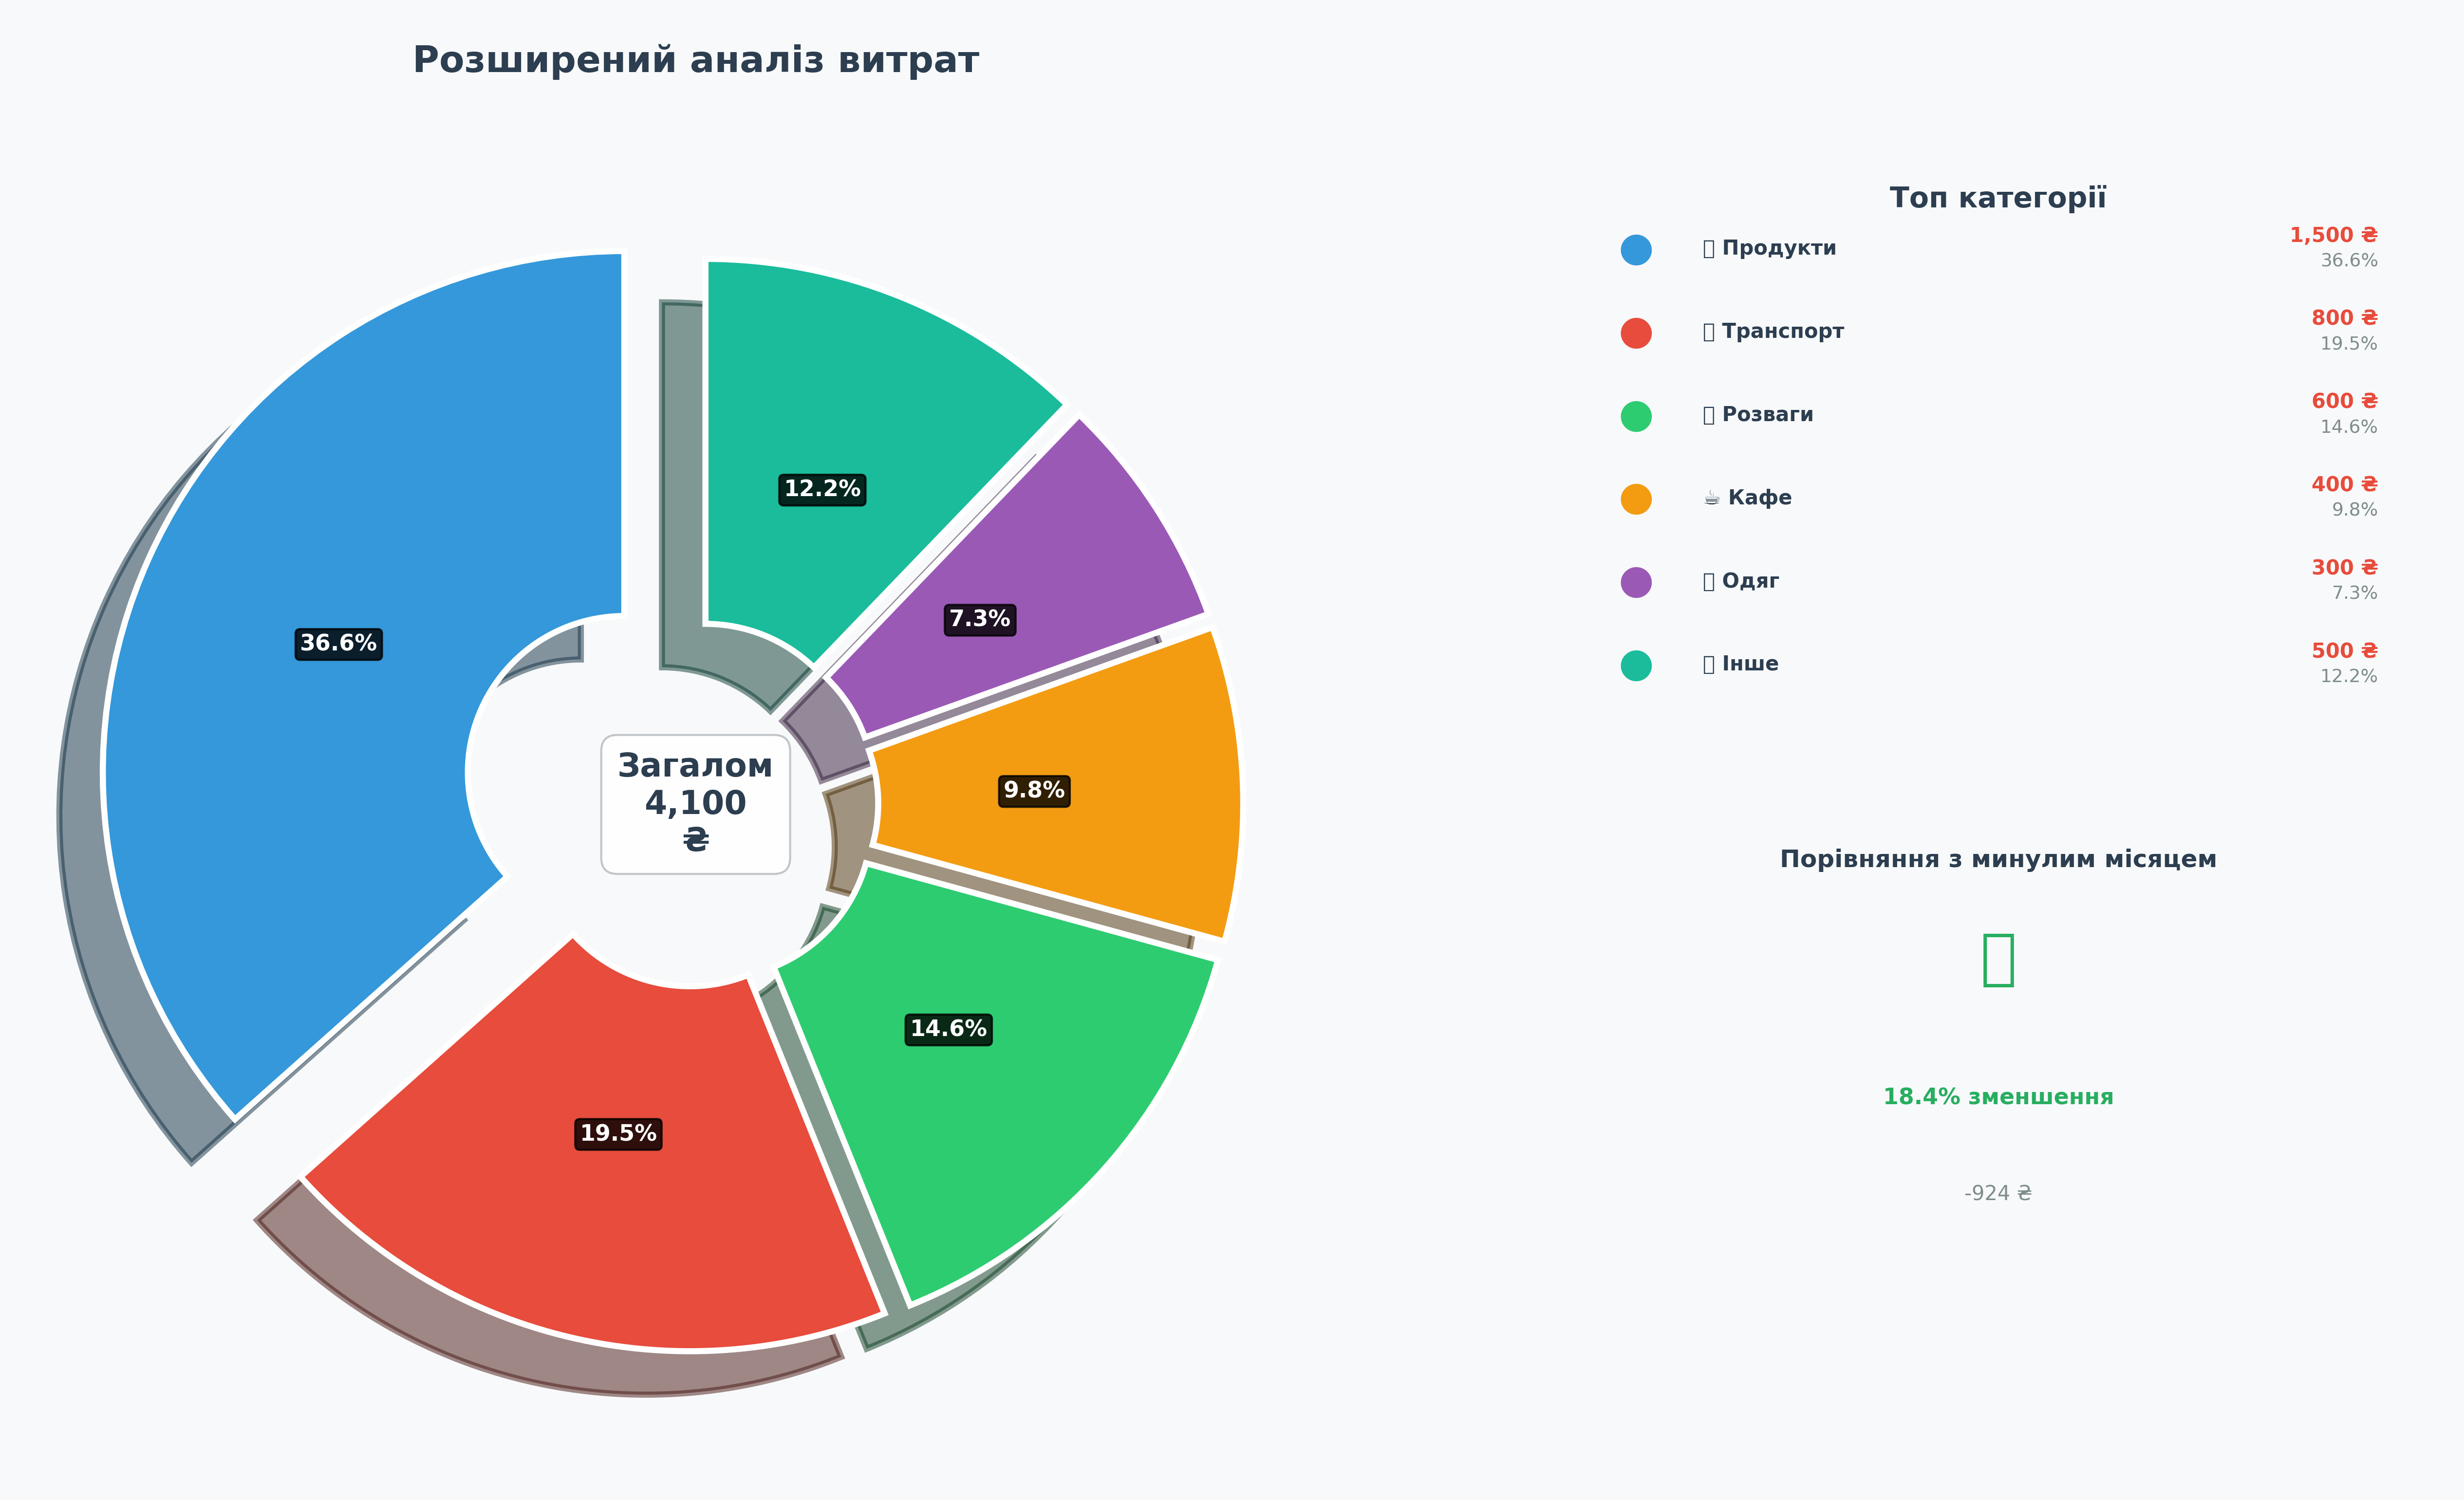 Розширений аналіз витрат
36.6%
12.2%
7.3%
9.8%
14.6%
19.5%
Загалом
4,100
₴
Топ категорії
Продукти
1,500 ₴
36.6%
Транспорт
800 ₴
19.5%
Розваги
600 ₴
14.6%
☕ Кафе
400 ₴
9.8%
Одяг
300 ₴
7.3%
Інше
500 ₴
12.2%
Порівняння з минулим місяцем
18.4% зменшення
-924 ₴